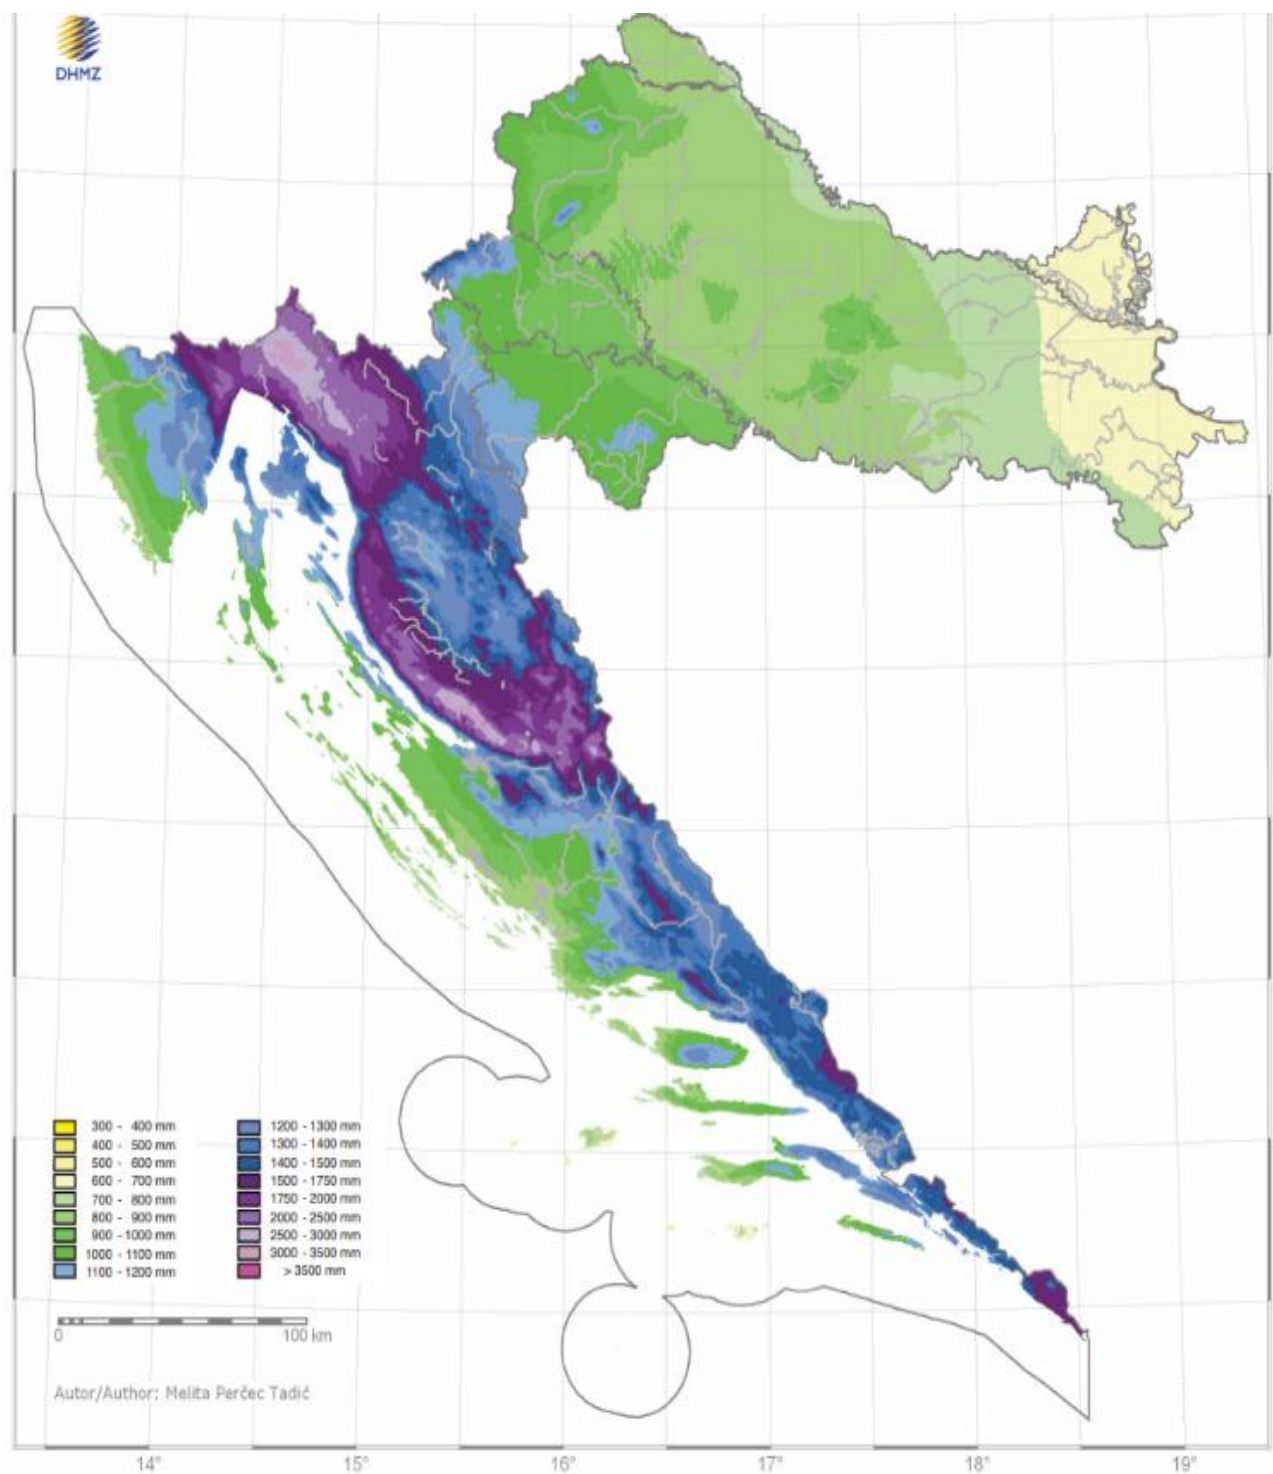 DHMZ
300 - 400 mm
400 - 500 mm
500 - 600 mm
600 - 700 mm
700 - 800 mm
800 - 900 mm
900 - 1000 mm
1000 - 1100 mm
1100 - 1200 mm
1200 - 1300 mm
1300 - 1400 mm
1400 - 1500 mm
1500 - 1750 mm
1750 - 2000 mm
2000 - 2500 mm
2500 - 3000 mm
3000 - 3500 mm
> 3500 mm
0 100 km
Autor/Author: Melita Perčec Tadić
14° 15° 16° 17° 18° 19°